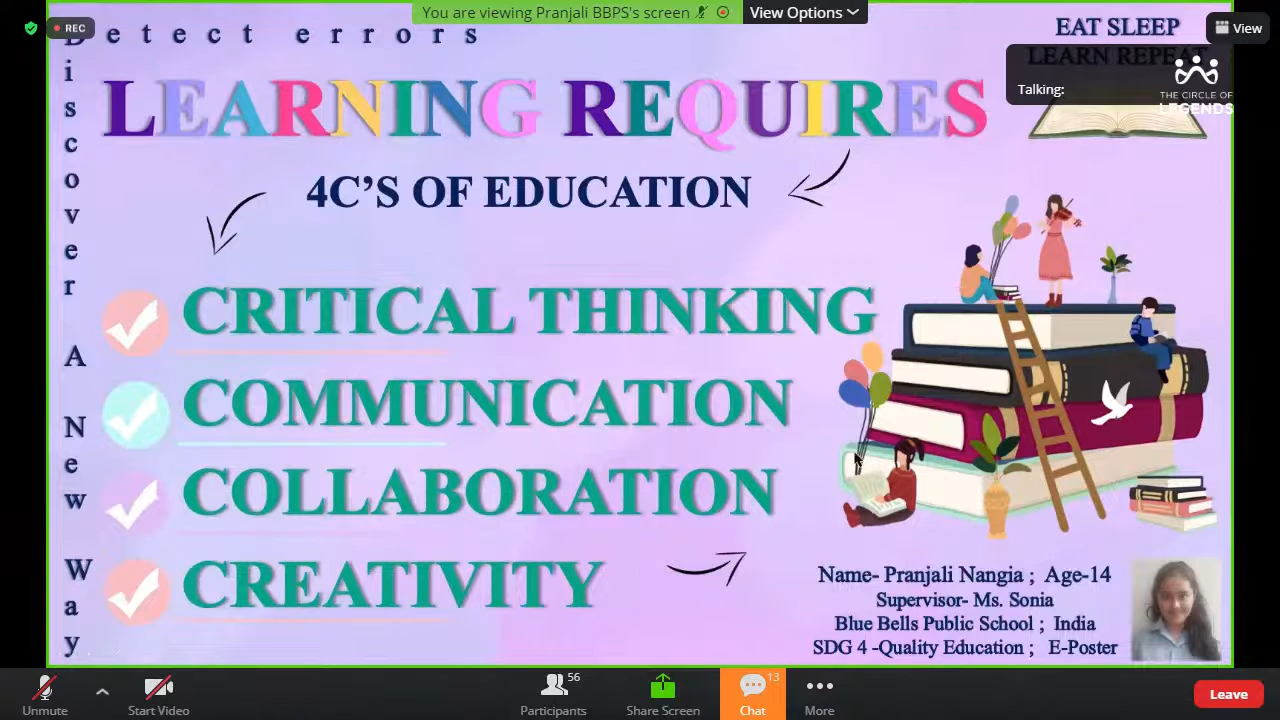 You are viewing Pranjali BBPS's screen
View Options
REC
View
Detect errors
Discover A New Way
EAT SLEEP
LEARN REPEAT
Talking:
THE CIRCLE OF
LEGENDS
LEARNING REQUIRES
4C'S OF EDUCATION
CRITICAL THINKING
COMMUNICATION
COLLABORATION
CREATIVITY
Name- Pranjali Nangia ; Age-14
Supervisor- Ms. Sonia
Blue Bells Public School ; India
SDG 4 -Quality Education ; E-Poster
Unmute
Start Video
Participants
56
Share Screen
Chat
13
More
Leave